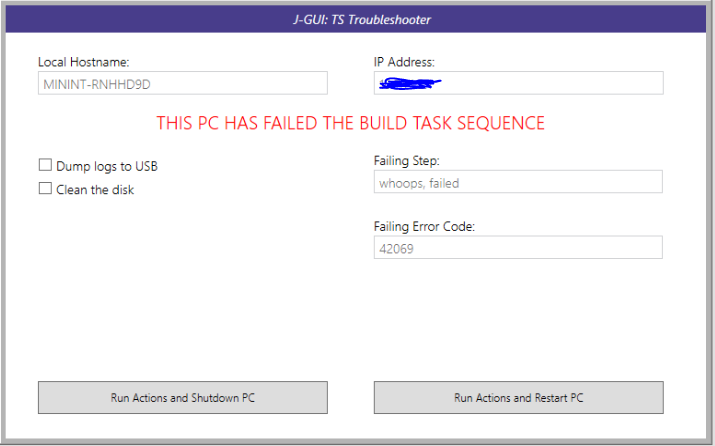 J-GUI: TS Troubleshooter
Local Hostname:
IP Address:
MININT-RNHHD9D
THIS PC HAS FAILED THE BUILD TASK SEQUENCE
Dump logs to USB
Clean the disk
Failing Step:
whoops, failed
Failing Error Code:
42069
Run Actions and Shutdown PC
Run Actions and Restart PC